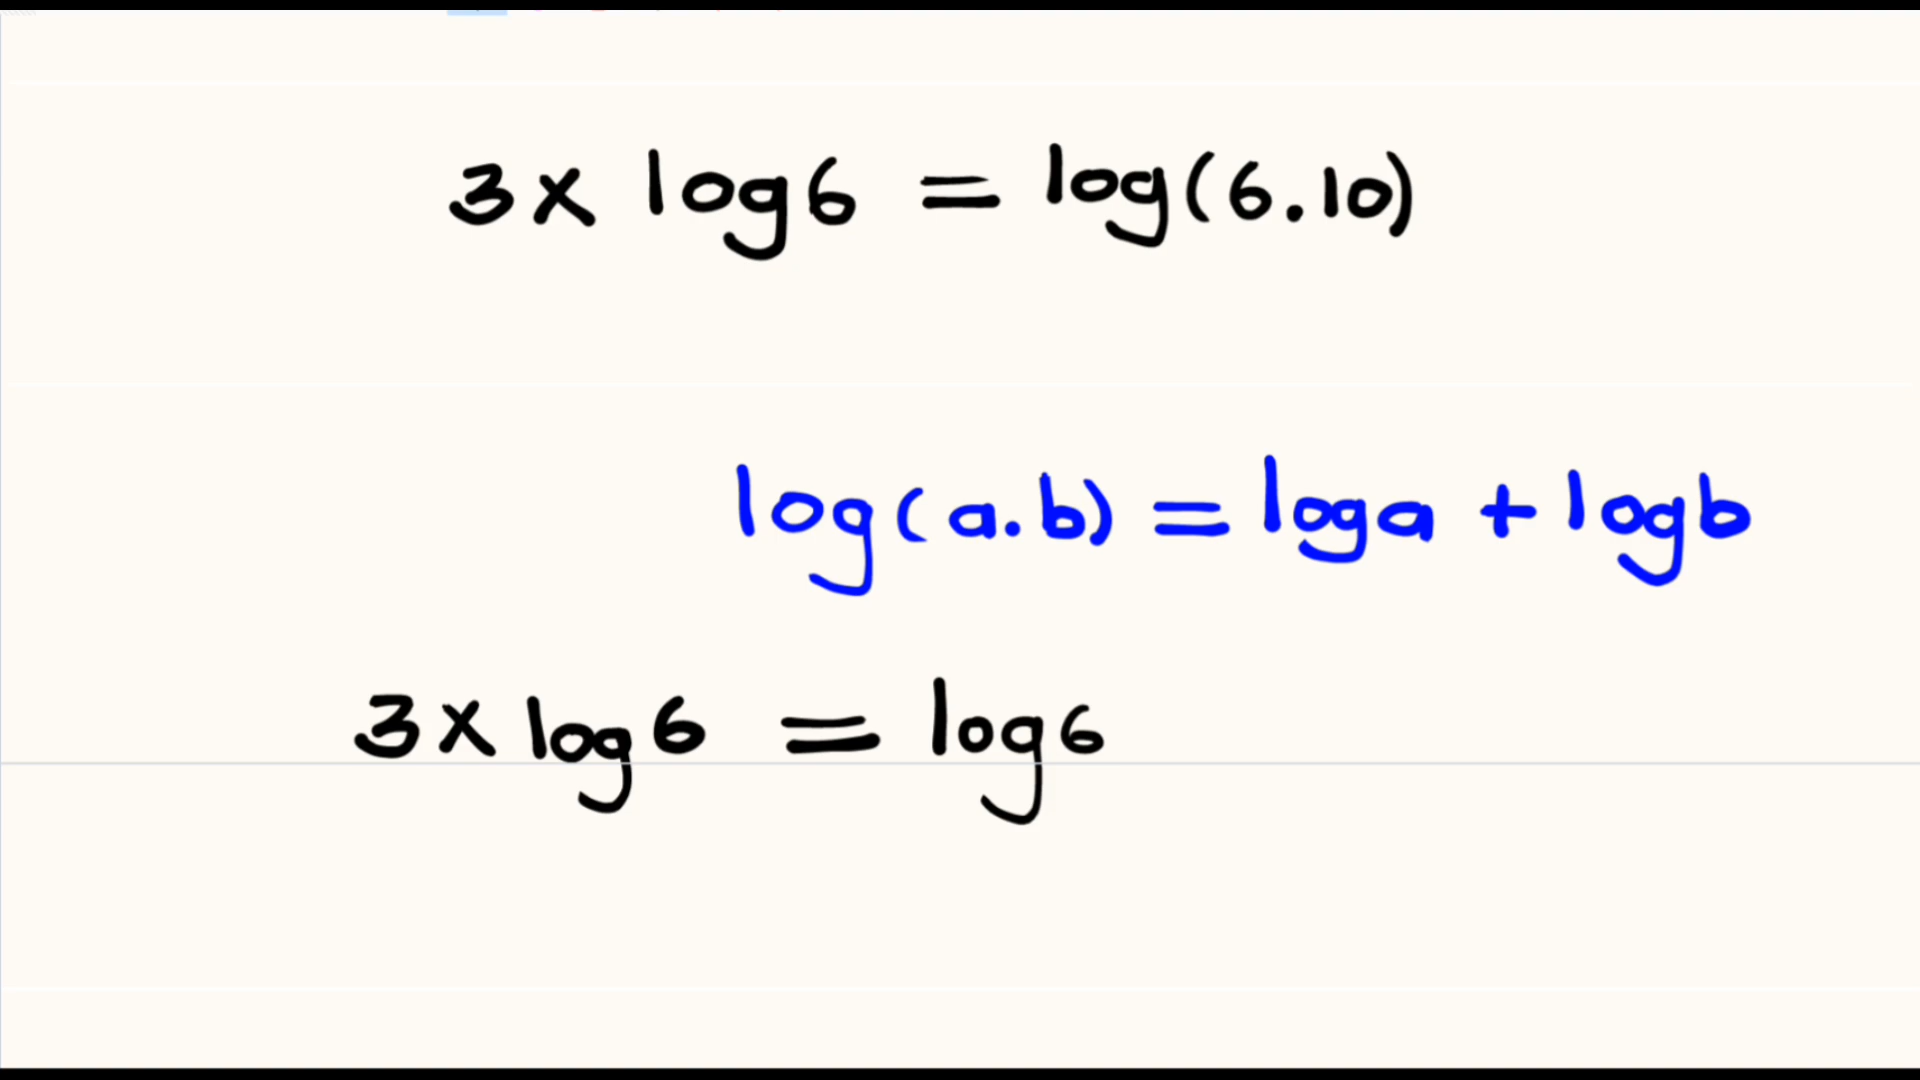 3x log6 = log(6.10)
log(a.b) = loga + logb
3x log6 = log6